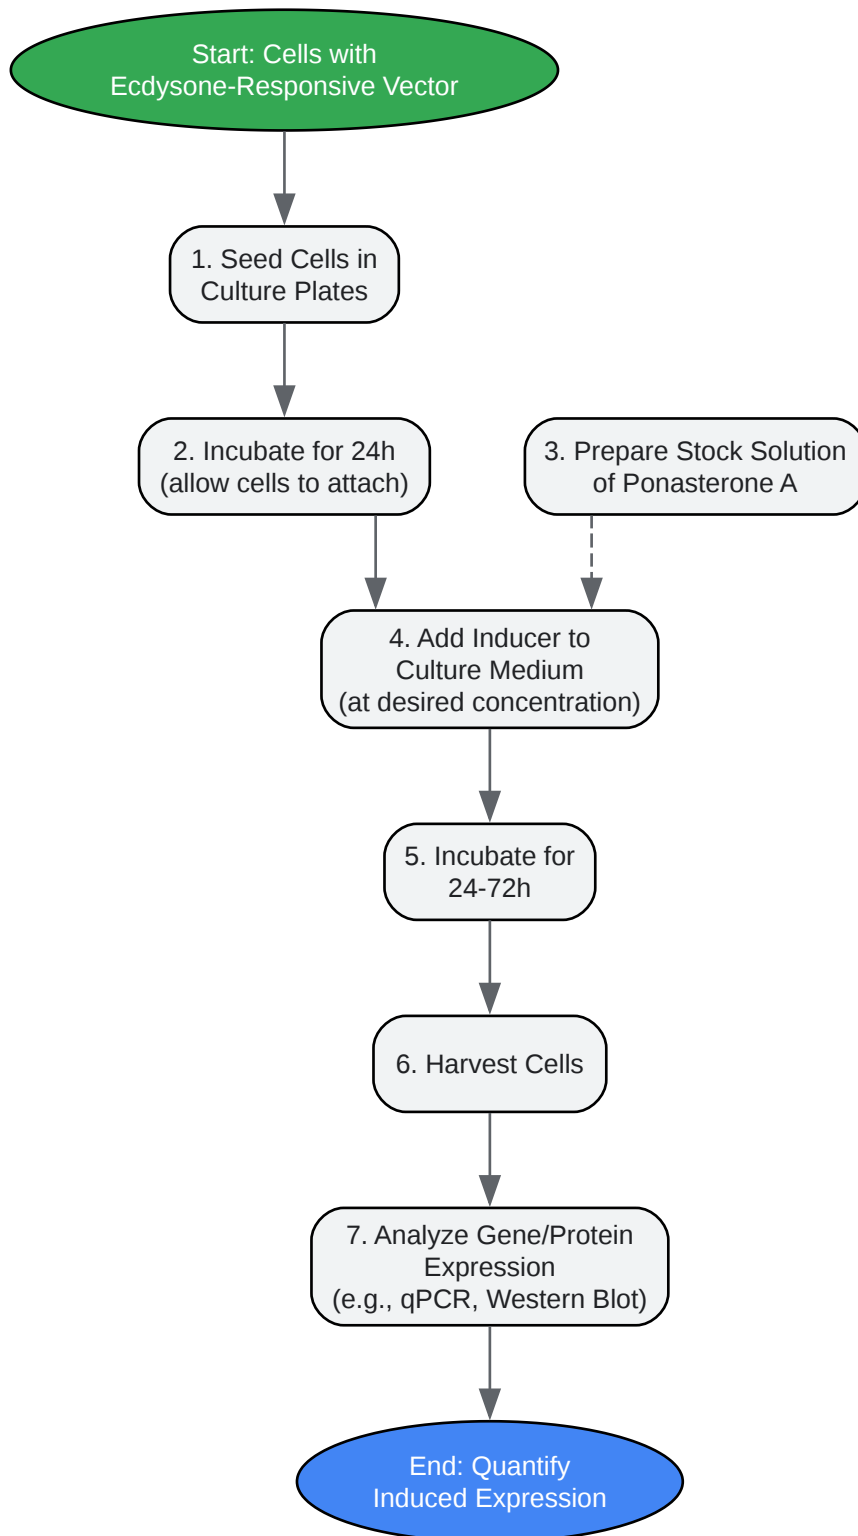 Start: Cells with
Ecdysone-Responsive Vector
1. Seed Cells in
Culture Plates
2. Incubate for 24h
(allow cells to attach)
3. Prepare Stock Solution
of Ponasterone A
4. Add Inducer to
Culture Medium
(at desired concentration)
5. Incubate for
24-72h
6. Harvest Cells
7. Analyze Gene/Protein
Expression
(e.g., qPCR, Western Blot)
End: Quantify
Induced Expression